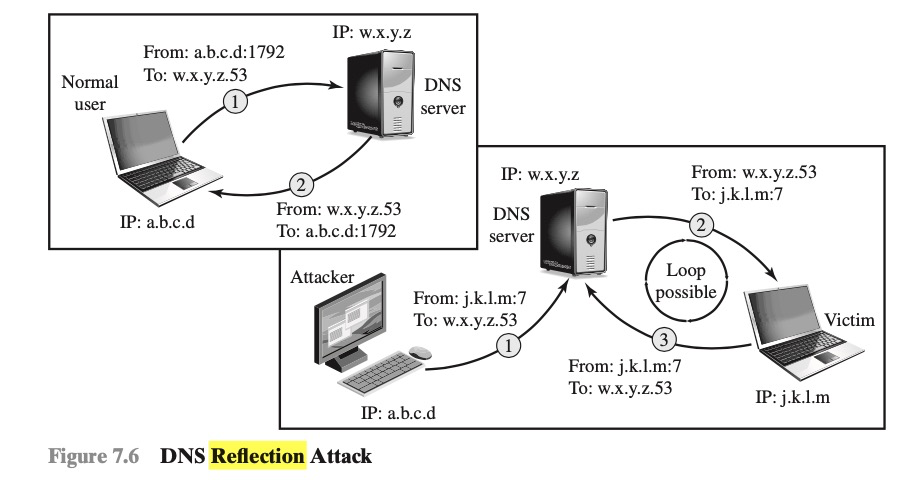 IP: w.x.y.z
From: a.b.c.d:1792
To: w.x.y.z.53
Normal
user
DNS
server
1
2
From: w.x.y.z.53
To: a.b.c.d:1792
IP: a.b.c.d
IP: w.x.y.z
From: w.x.y.z.53
To: j.k.l.m:7
DNS
server
2
Attacker
Loop
possible
From: j.k.l.m:7
To: w.x.y.z.53
1
Victim
3
From: j.k.l.m:7
To: w.x.y.z.53
IP: j.k.l.m
IP: a.b.c.d
Figure 7.6 DNS Reflection Attack